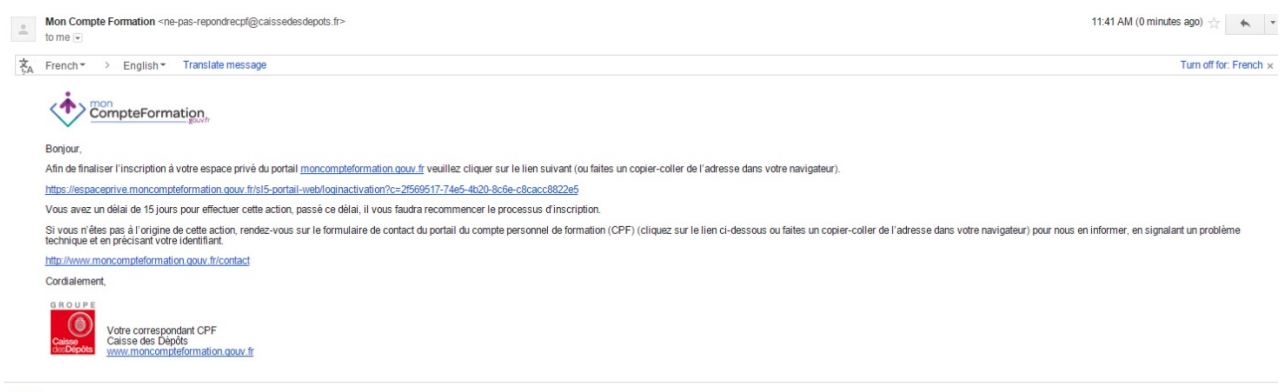 Mon Compte Formation <ne-pas-repondrecpf@caissedesdepots.fr>
11:41 AM (0 minutes ago)
to me
French > English Translate message
Turn off for: French ×
mon
CompteFormation
.gouv.fr
Bonjour,
Afin de finaliser l'inscription à votre espace privé du portail moncompteformation.gouv.fr veuillez cliquer sur le lien suivant (ou faites un copier-coller de l'adresse dans votre navigateur).
https://espaceprive.moncompteformation.gouv.fr/sl5-portail-web/loginactivation?c=2f569517-74e5-4b20-8c6e-c8cacc8822e5
Vous avez un délai de 15 jours pour effectuer cette action, passé ce délai, il vous faudra recommencer le processus d'inscription.
Si vous n'êtes pas à l'origine de cette action, rendez-vous sur le formulaire de contact du portail du compte personnel de formation (CPF) (cliquez sur le lien ci-dessous ou faites un copier-coller de l'adresse dans votre navigateur) pour nous en informer, en signalant un problème
technique et en précisant votre identifiant.
http://www.moncompteformation.gouv.fr/contact
Cordialement,
GROUPE
Caisse
desDépôts
Votre correspondant CPF
Caisse des Dépôts
www.moncompteformation.gouv.fr